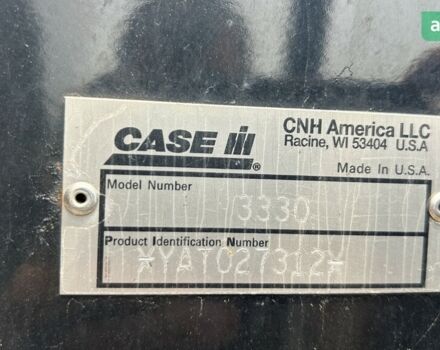 a
CASE IH®
CNH America LLC
Racine, WI 53404 U.S.A
Made In U.S.A.
Model Number
3330
Product Identification Number
*YAT027312*